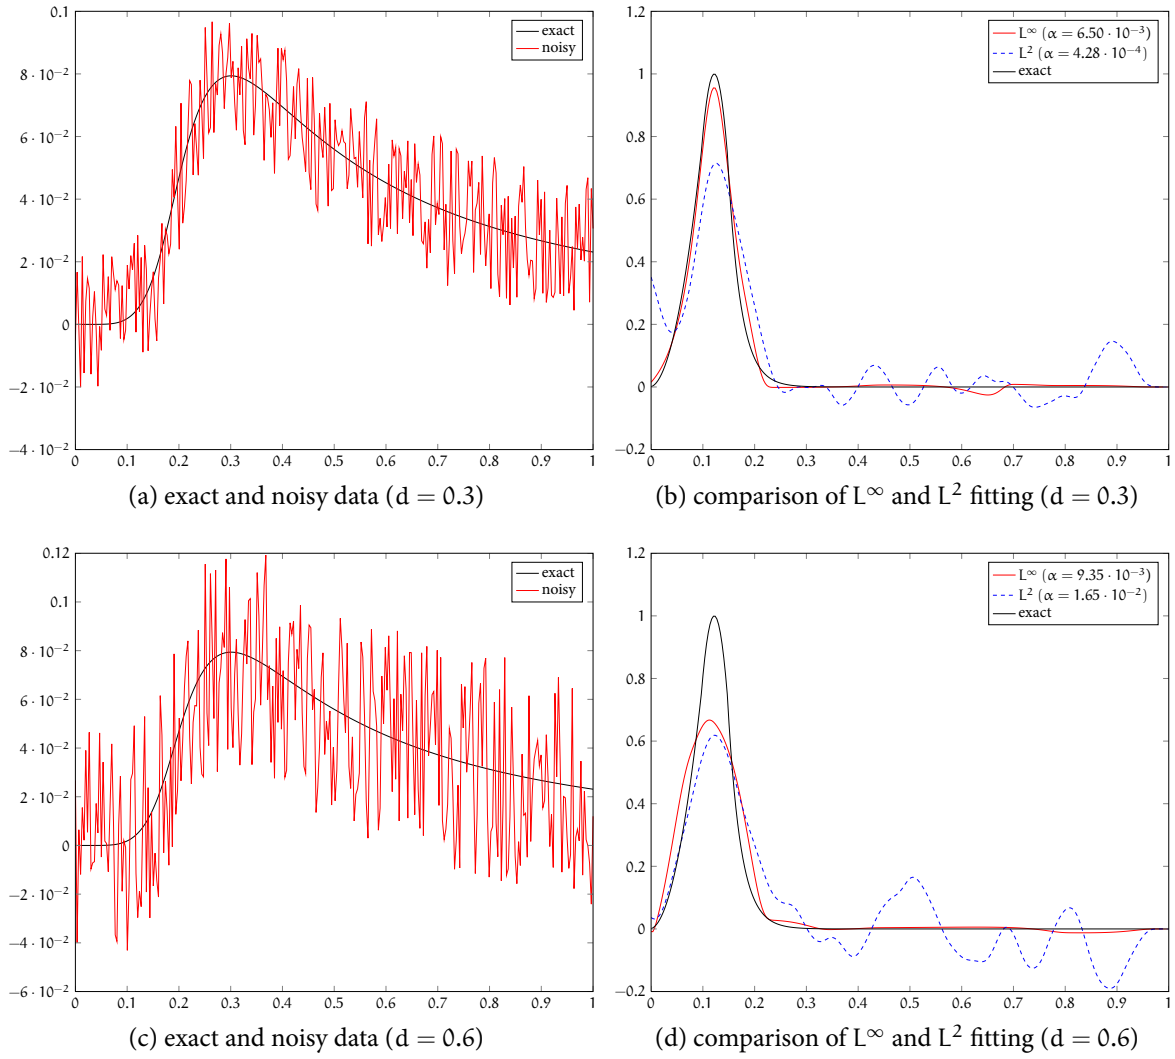 0.1
8 · 10⁻²
6 · 10⁻²
4 · 10⁻²
2 · 10⁻²
0
−2 · 10⁻²
−4 · 10⁻²
0 0.1 0.2 0.3 0.4 0.5 0.6 0.7 0.8 0.9 1
exact
noisy
(a) exact and noisy data (d = 0.3)
1.2
1
0.8
0.6
0.4
0.2
0
−0.2
0 0.1 0.2 0.3 0.4 0.5 0.6 0.7 0.8 0.9 1
L∞ (α = 6.50 · 10⁻³)
L² (α = 4.28 · 10⁻⁴)
exact
(b) comparison of L∞ and L² fitting (d = 0.3)
0.12
0.1
8 · 10⁻²
6 · 10⁻²
4 · 10⁻²
2 · 10⁻²
0
−2 · 10⁻²
−4 · 10⁻²
−6 · 10⁻²
0 0.1 0.2 0.3 0.4 0.5 0.6 0.7 0.8 0.9 1
exact
noisy
(c) exact and noisy data (d = 0.6)
1.2
1
0.8
0.6
0.4
0.2
0
−0.2
0 0.1 0.2 0.3 0.4 0.5 0.6 0.7 0.8 0.9 1
L∞ (α = 9.35 · 10⁻³)
L² (α = 1.65 · 10⁻²)
exact
(d) comparison of L∞ and L² fitting (d = 0.6)